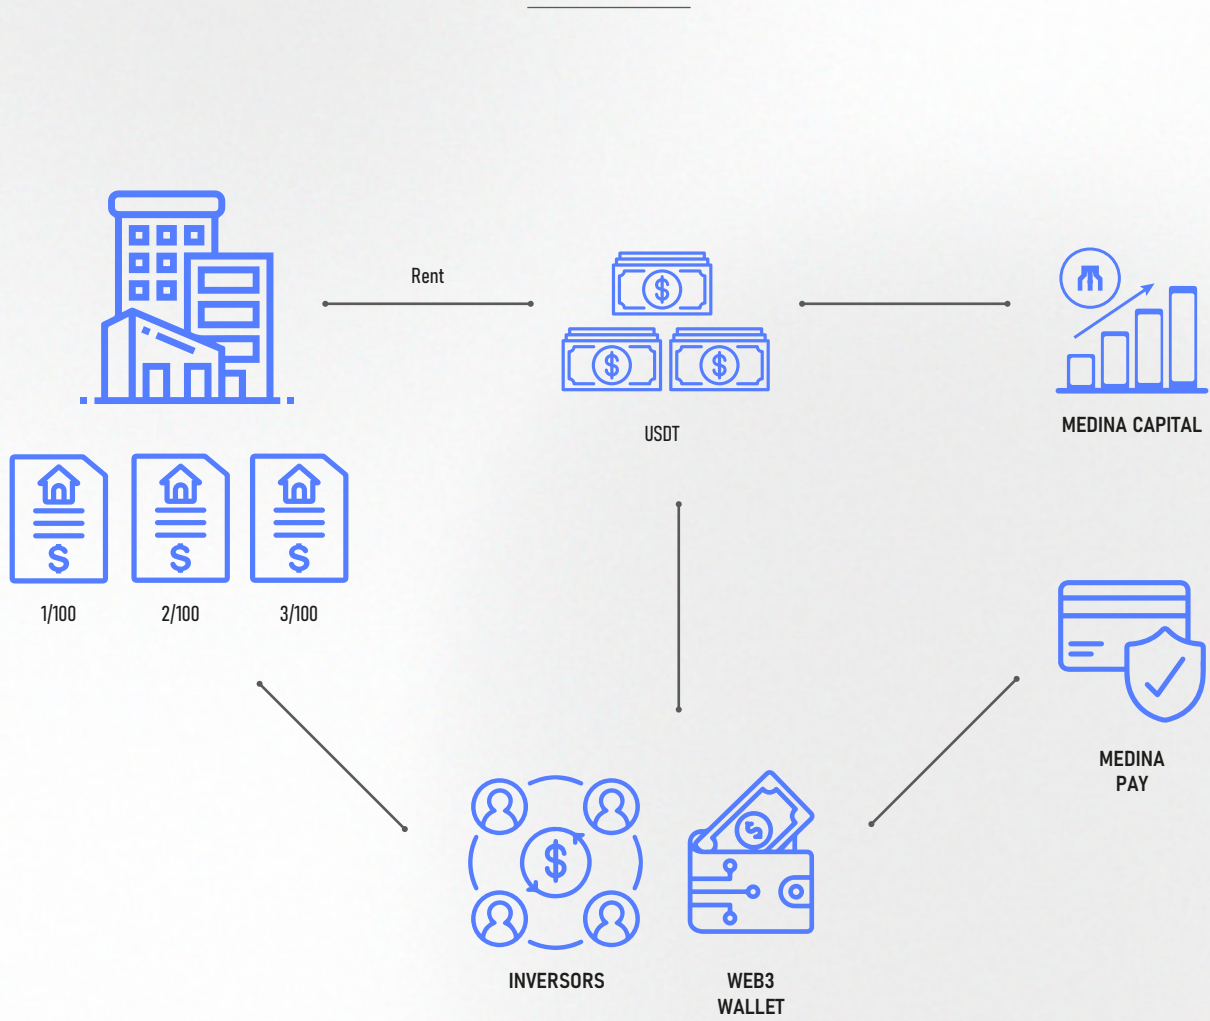 Rent
USDT
MEDINA CAPITAL
1/100
2/100
3/100
MEDINA
PAY
INVERSORS
WEB3
WALLET